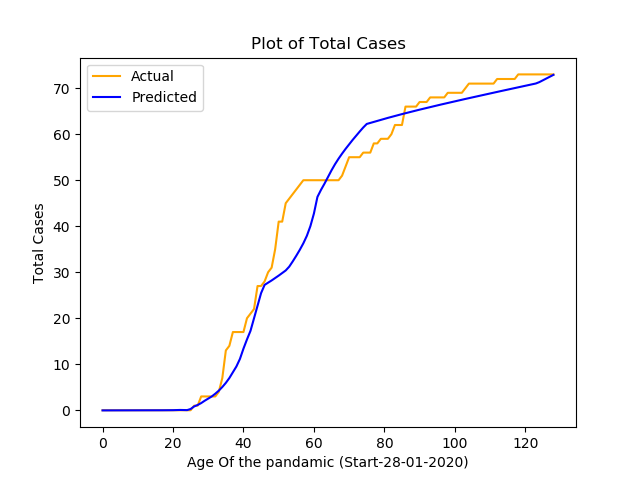 Plot of Total Cases
Actual
Predicted
70
60
50
40
30
20
10
0
Total Cases
0 20 40 60 80 100 120
Age Of the pandamic (Start-28-01-2020)